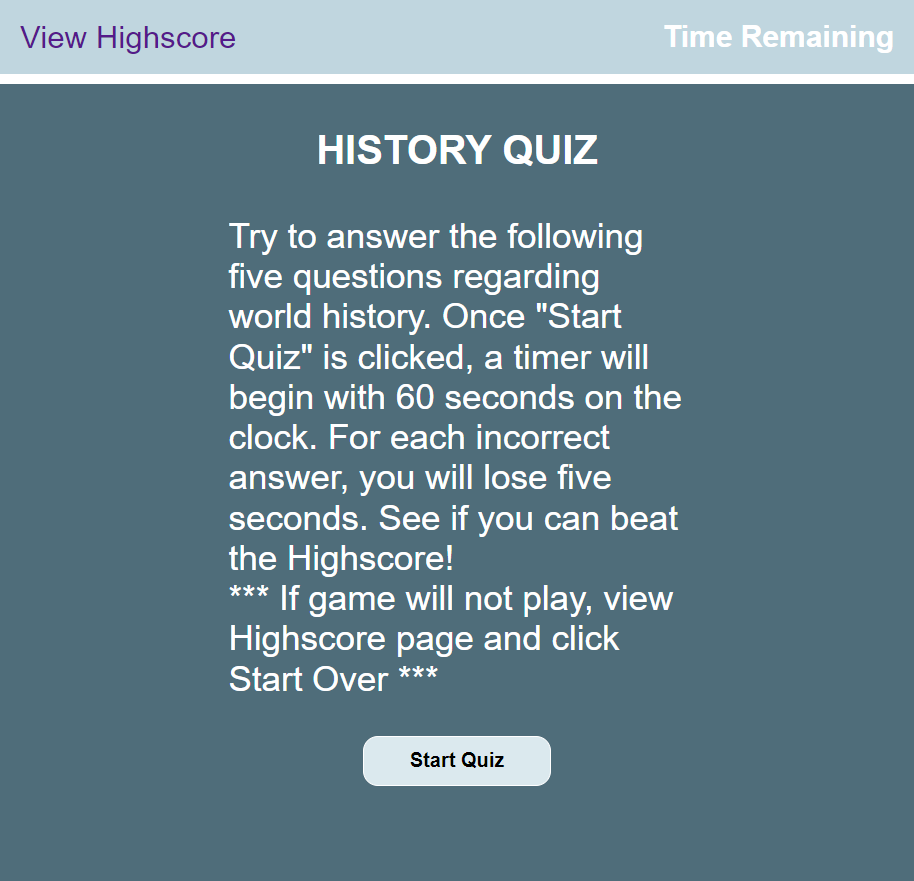 View Highscore
Time Remaining
HISTORY QUIZ
Try to answer the following
five questions regarding
world history. Once "Start
Quiz" is clicked, a timer will
begin with 60 seconds on the
clock. For each incorrect
answer, you will lose five
seconds. See if you can beat
the Highscore!
*** If game will not play, view
Highscore page and click
Start Over ***
Start Quiz